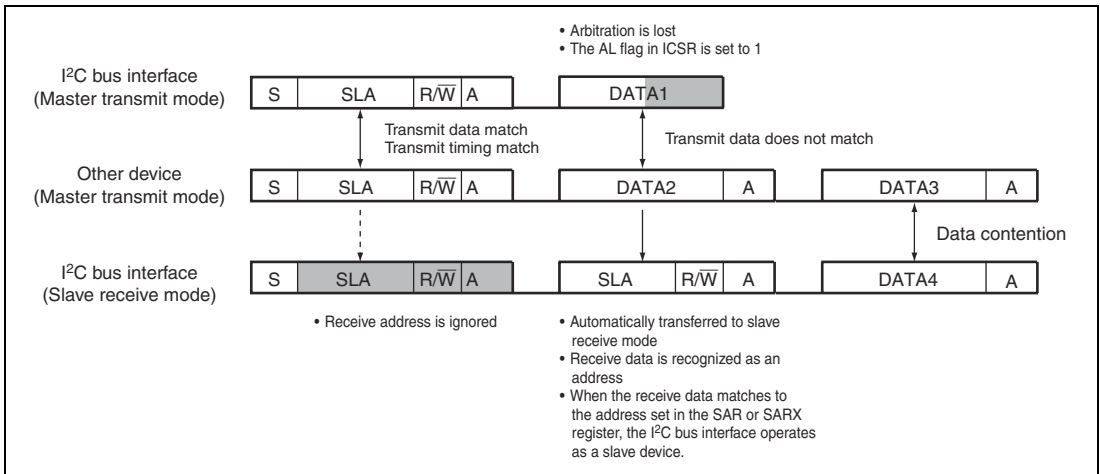 • Arbitration is lost
• The AL flag in ICSR is set to 1
I²C bus interface
(Master transmit mode)
S SLA R/W̅ A DATA1
Transmit data match
Transmit timing match
Transmit data does not match
Other device
(Master transmit mode)
S SLA R/W̅ A DATA2 A DATA3 A
Data contention
I²C bus interface
(Slave receive mode)
S SLA R/W̅ A SLA R/W̅ A DATA4 A
• Receive address is ignored
• Automatically transferred to slave
receive mode
• Receive data is recognized as an
address
• When the receive data matches to
the address set in the SAR or SARX
register, the I²C bus interface operates
as a slave device.